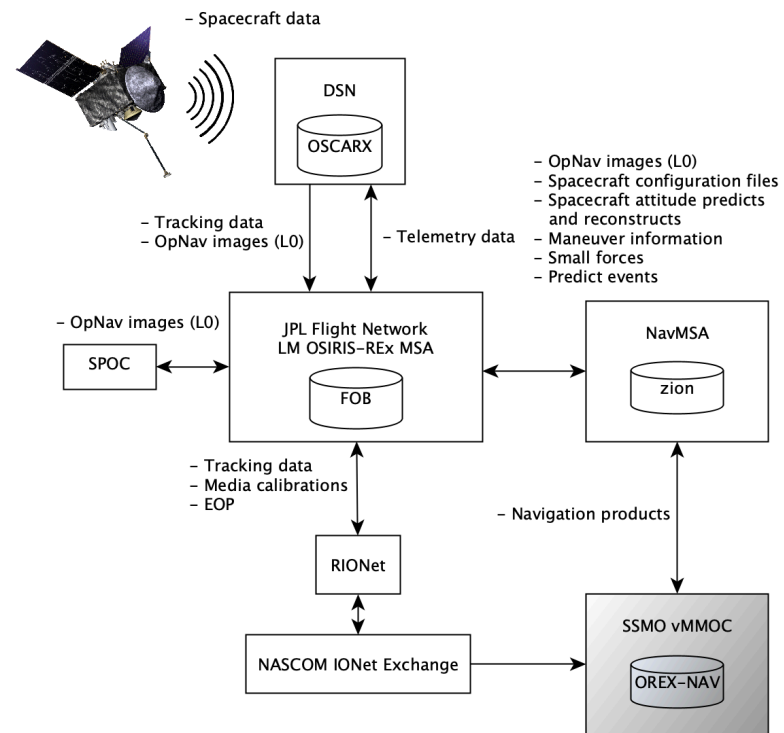 - Spacecraft data
DSN
OSCARX
- OpNav images (L0)
- Spacecraft configuration files
- Spacecraft attitude predicts
and reconstructs
- Maneuver information
- Small forces
- Predict events
- Tracking data
- OpNav images (L0)
- Telemetry data
- OpNav images (L0)
SPOC
JPL Flight Network
LM OSIRIS-REx MSA
FOB
NavMSA
zion
- Tracking data
- Media calibrations
- EOP
- Navigation products
RIONet
NASCOM IONet Exchange
SSMO vMMOC
OREX-NAV